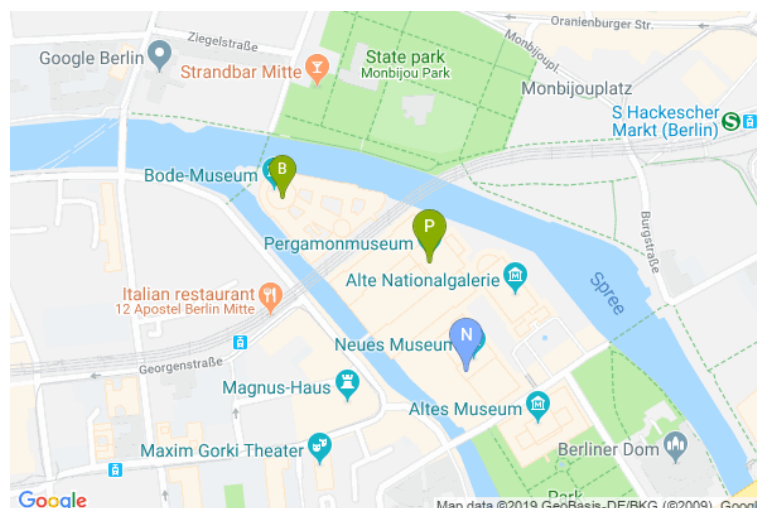 Oranienburger Str.
Ziegelstraße
Google Berlin
State park
Monbijou Park
Monbijoupl.
Strandbar Mitte
Monbijouplatz
S Hackescher
Markt (Berlin)
S
Bode-Museum
B
Burgstraße
P
Pergamonmuseum
Alte Nationalgalerie
Spree
Italian restaurant
12 Apostel Berlin Mitte
N
Neues Museum
Georgenstraße
Magnus-Haus
Altes Museum
Maxim Gorki Theater
Berliner Dom
Park
Google
Map data ©2019 GeoBasis-DE/BKG (©2009), Googl